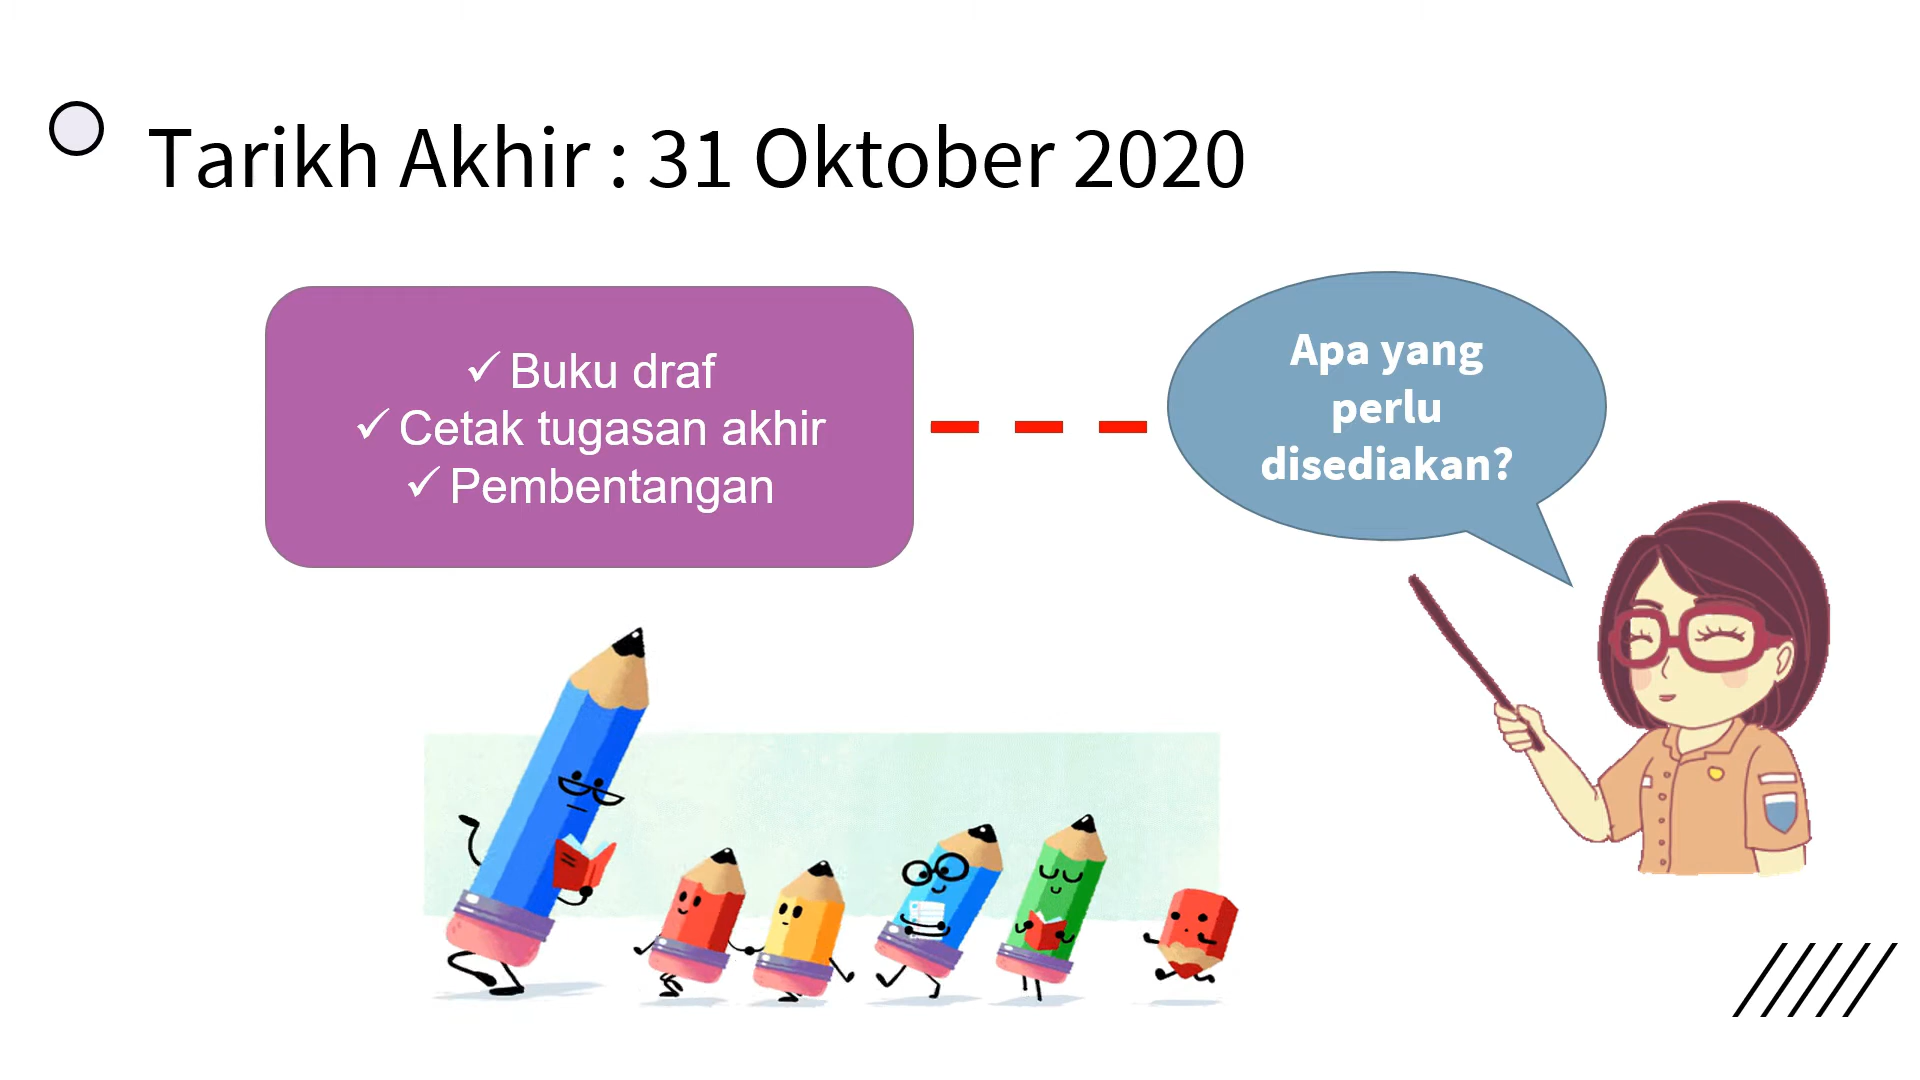 Tarikh Akhir : 31 Oktober 2020
✓ Buku draf
✓ Cetak tugasan akhir
✓ Pembentangan
Apa yang
perlu
disediakan?